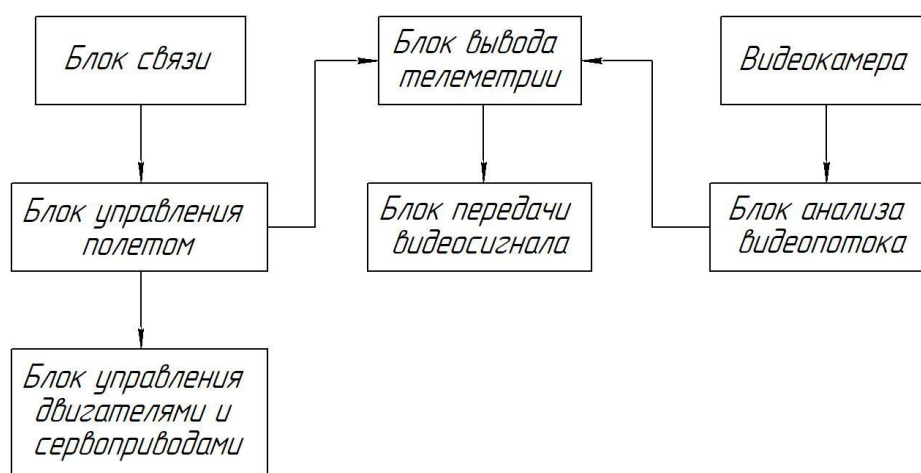 Блок связи
Блок вывода
телеметрии
Видеокамера
Блок управления
полетом
Блок передачи
видеосигнала
Блок анализа
видеопотока
Блок управления
двигателями и
сервоприводами